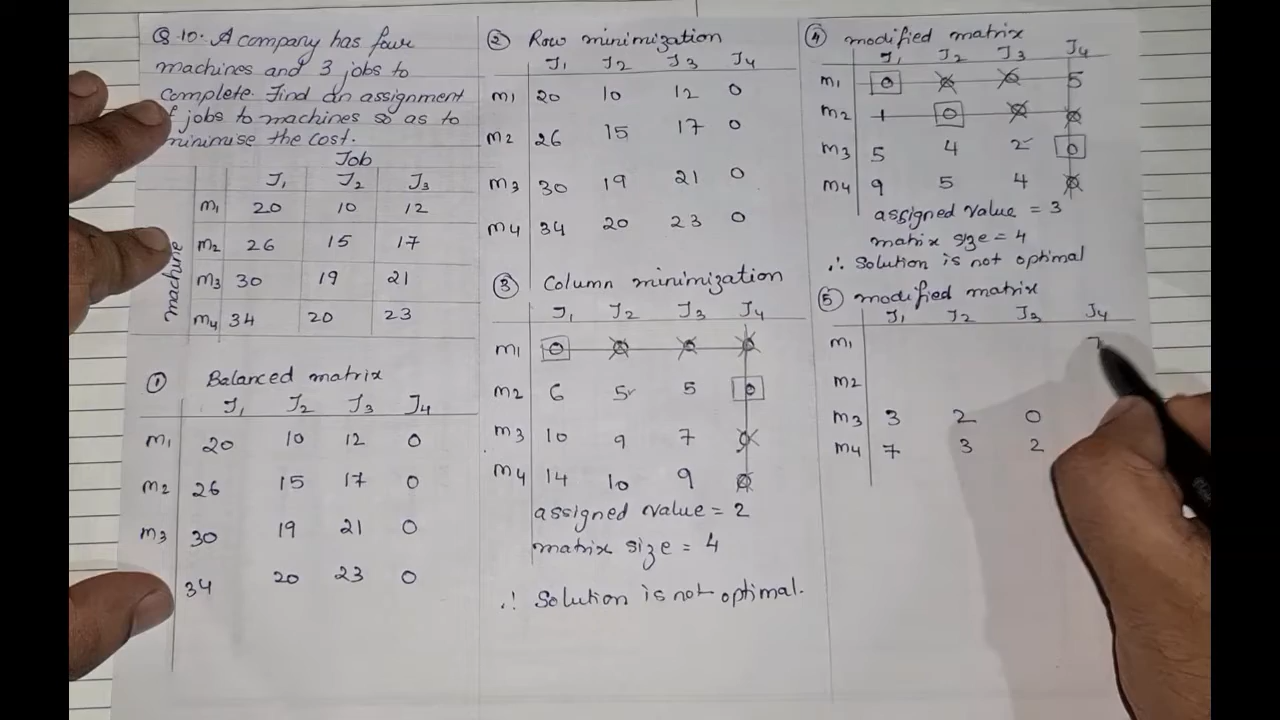 Q.10. A company has four
machines and 3 jobs to
complete. Find an assignment
f jobs to machines so as to
minimise the cost.
Job
J1 J2 J3
machine
m1 20 10 12
m2 26 15 17
m3 30 19 21
m4 34 20 23
① Balanced matrix
J1 J2 J3 J4
m1 20 10 12 0
m2 26 15 17 0
m3 30 19 21 0
34 20 23 0
② Row minimization
J1 J2 J3 J4
m1 20 10 12 0
m2 26 15 17 0
m3 30 19 21 0
m4 34 20 23 0
③ Column minimization
J1 J2 J3 J4
m1 0 0 0 0
m2 6 5 5 0
m3 10 9 7 0
m4 14 10 9 0
assigned value = 2
matrix size = 4
∴ Solution is not optimal.
④ modified matrix
J1 J2 J3 J4
m1 0 0 0 5
m2 1 0 0 0
m3 5 4 2 0
m4 9 5 4 0
assigned value = 3
matrix size = 4
∴ Solution is not optimal
⑤ modified matrix
J1 J2 J3 J4
m1
m2
m3 3 2 0
m4 7 3 2